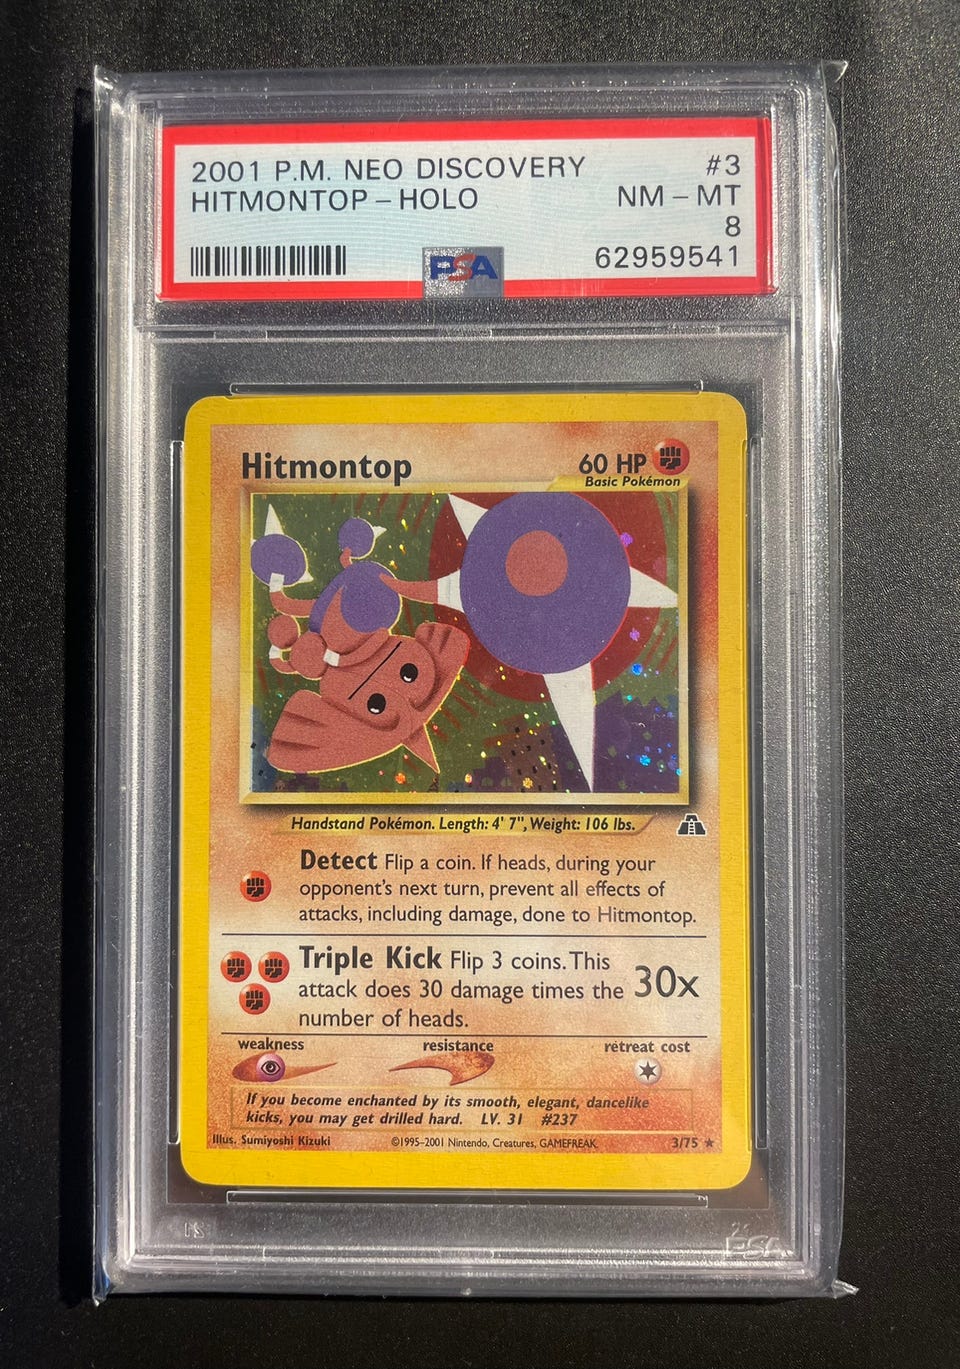 2001 P.M. NEO DISCOVERY #3
HITMONTOP - HOLO NM - MT
8
PSA 62959541
Hitmontop 60 HP
Basic Pokémon
Handstand Pokémon. Length: 4' 7", Weight: 106 lbs.
Detect Flip a coin. If heads, during your
opponent's next turn, prevent all effects of
attacks, including damage, done to Hitmontop.
Triple Kick Flip 3 coins. This
attack does 30 damage times the 30x
number of heads.
weakness resistance retreat cost
If you become enchanted by its smooth, elegant, dancelike
kicks, you may get drilled hard. LV. 31 #237
Illus. Sumiyoshi Kizuki ©1995-2001 Nintendo, Creatures, GAMEFREAK. 3/75 ★
PSA